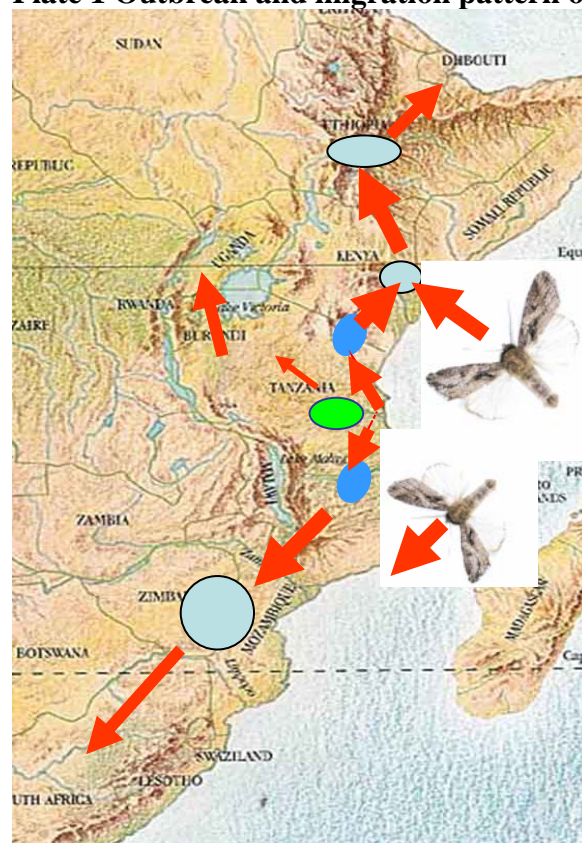 Plate 1 Outbreak and migration pattern o
SUDAN
DJIBOUTI
ETHIOPIA
REPUBLIC
SOMALI REPUBLIC
UGANDA
KENYA
Equ
RWANDA
Lake Victoria
ZAIRE
BURUNDI
TANZANIA
Lake Malawi
MALAWI
ZAMBIA
ZIMBA
MOZAMBIQUE
MADAGASCAR
BOTSWANA
Cap
Limpopo
SWAZILAND
LESOTHO
UTH AFRICA